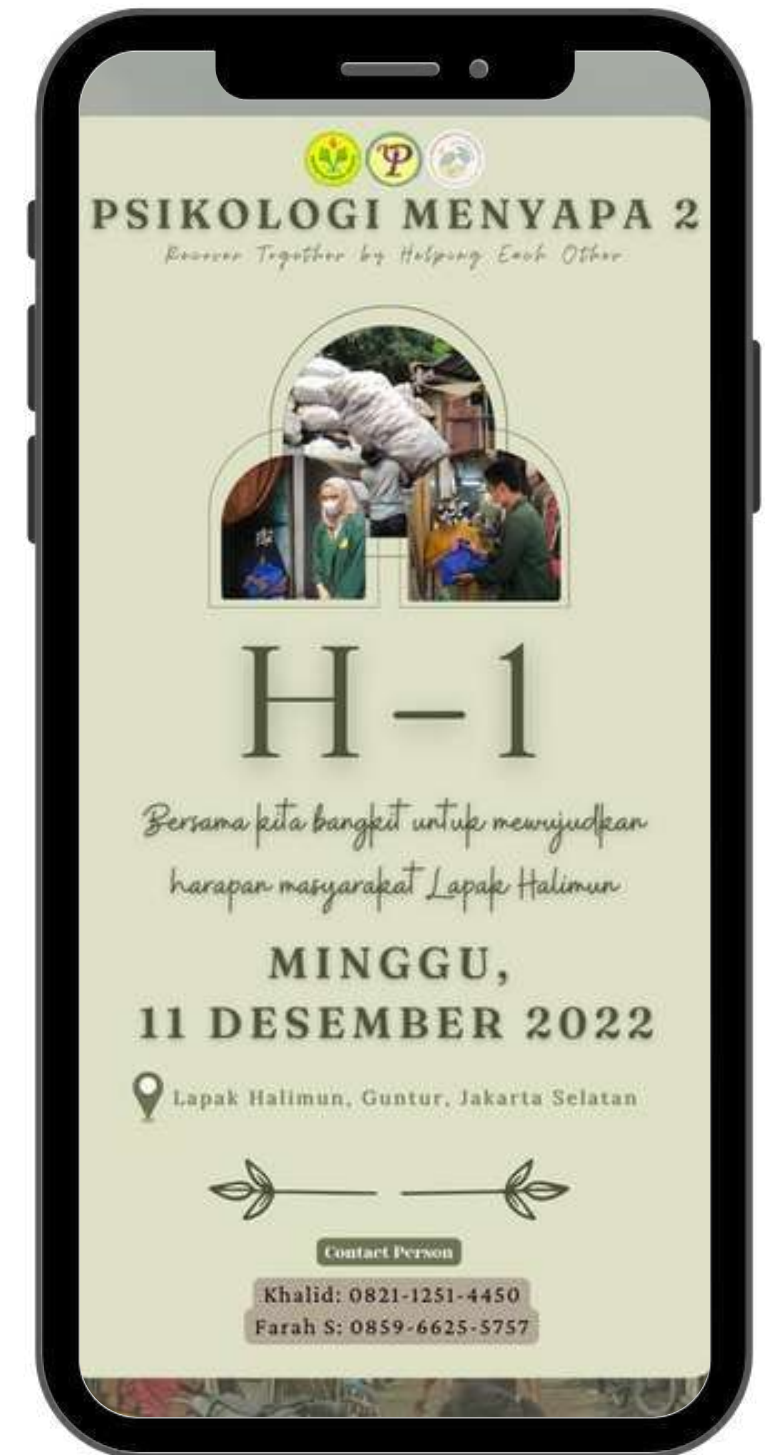 PSIKOLOGI MENYAPA 2
Recover Together by Helping Each Other
H-1
Bersama kita bangkit untuk mewujudkan
harapan masyarakat Lapak Halimun
MINGGU,
11 DESEMBER 2022
Lapak Halimun, Guntur, Jakarta Selatan
Contact Person
Khalid: 0821-1251-4450
Farah S: 0859-6625-5757